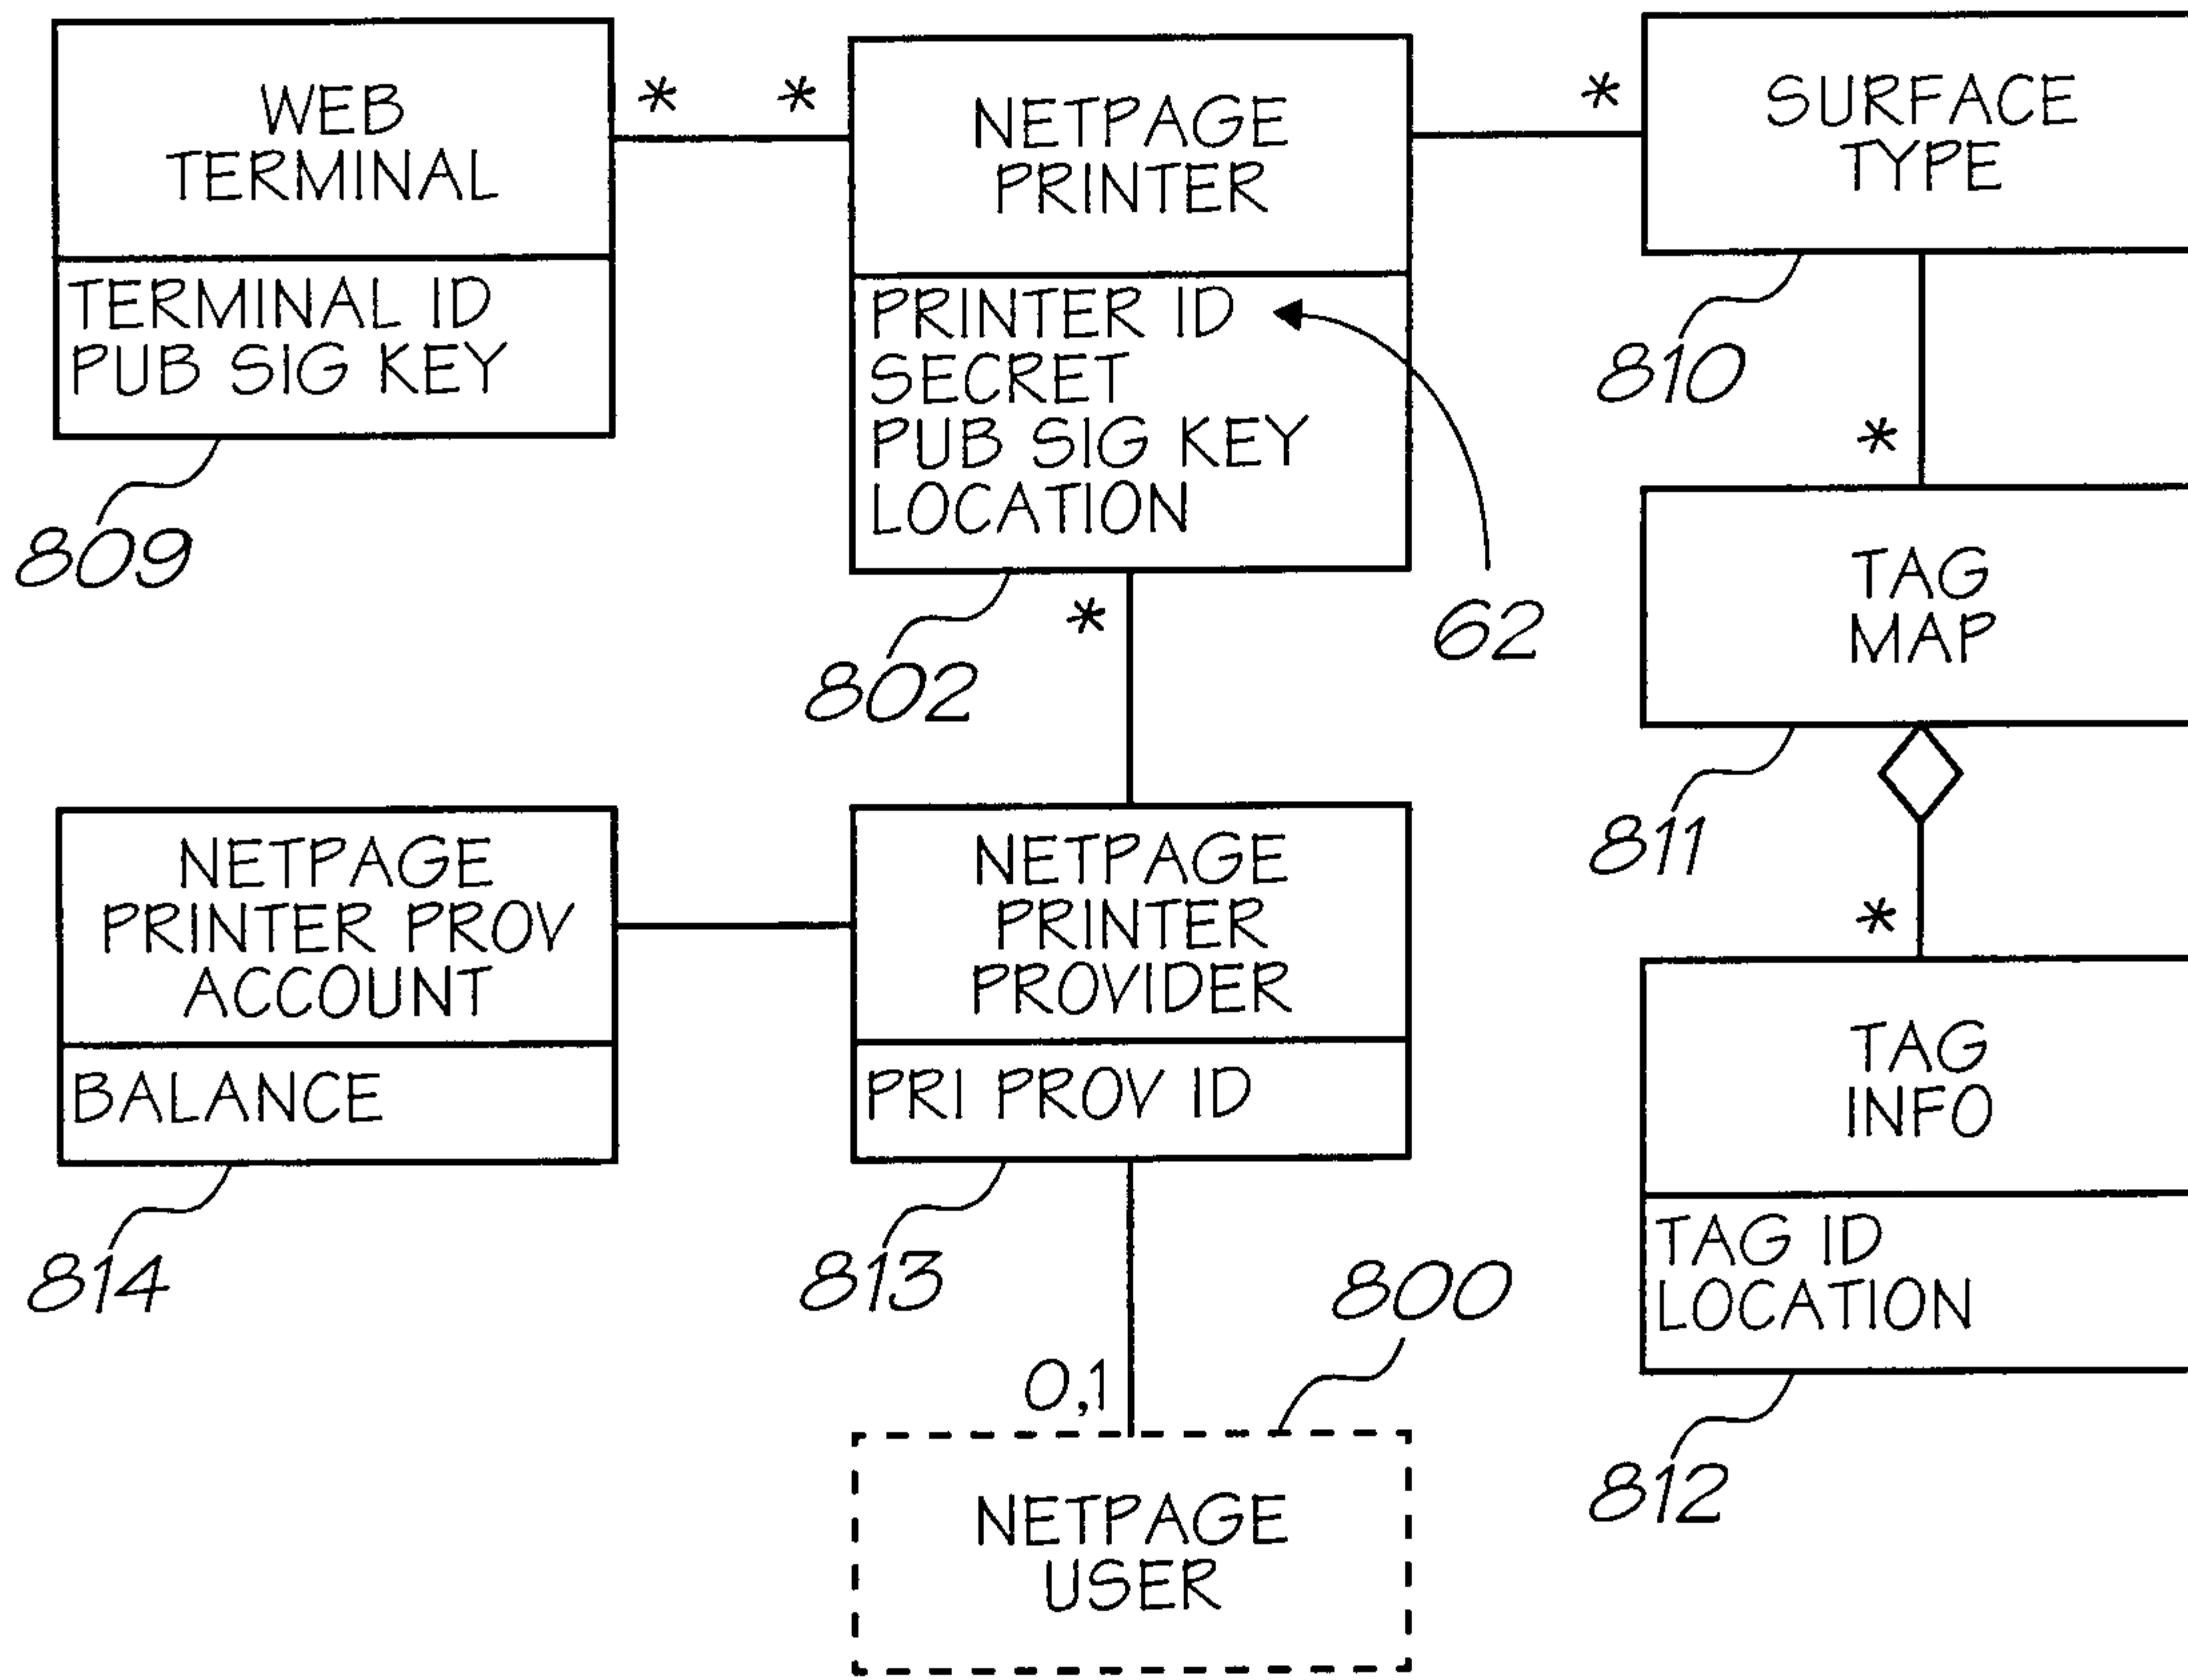 WEB
TERMINAL
TERMINAL ID
PUB SIG KEY
809
*
*
NETPAGE
PRINTER
PRINTER ID
SECRET
PUB SIG KEY
LOCATION
62
802
*
*
SURFACE
TYPE
810
*
TAG
MAP
811
*
TAG
INFO
TAG ID
LOCATION
812
NETPAGE
PRINTER PROV
ACCOUNT
BALANCE
814
NETPAGE
PRINTER
PROVIDER
PRI PROV ID
813
0,1
800
NETPAGE
USER